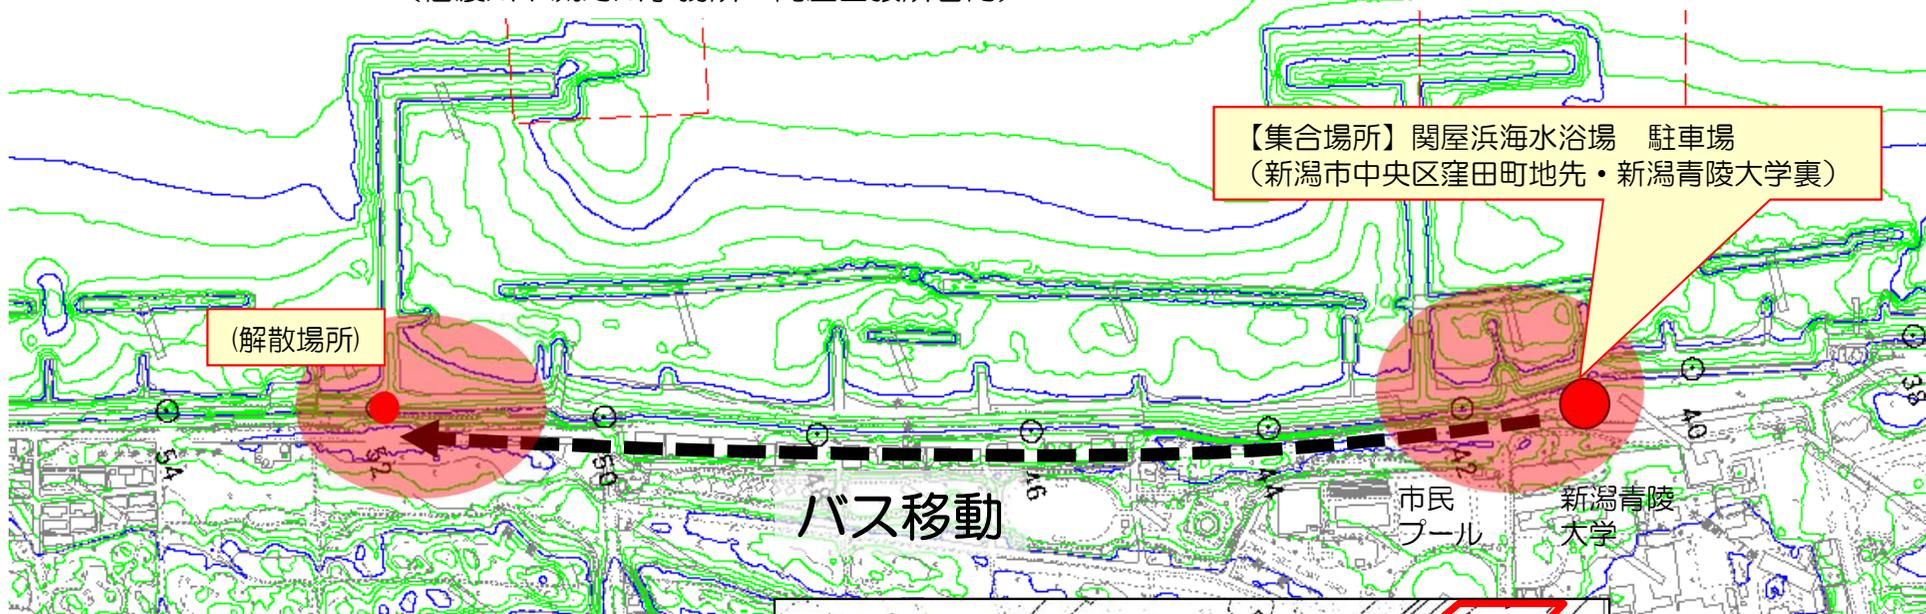 【集合場所】関屋浜海水浴場　駐車場
（新潟市中央区窪田町地先・新潟青陵大学裏）
(解散場所)
54
52
50
46
44
42
40
38
バス移動
市民
プール
新潟青陵
大学